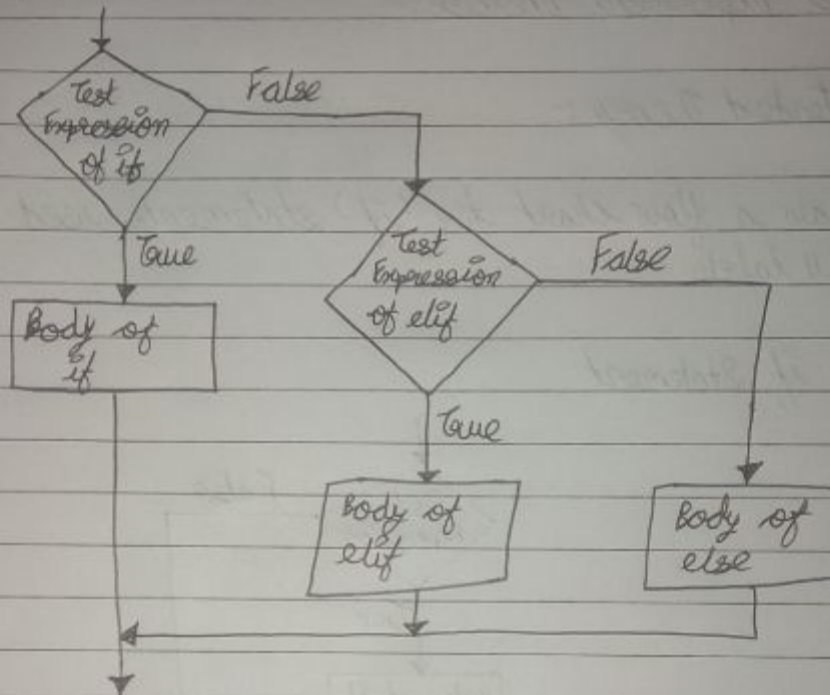 Test
Expression
of if
False
True
Body of
if
Test
Expression
of elif
False
True
Body of
elif
Body of
else